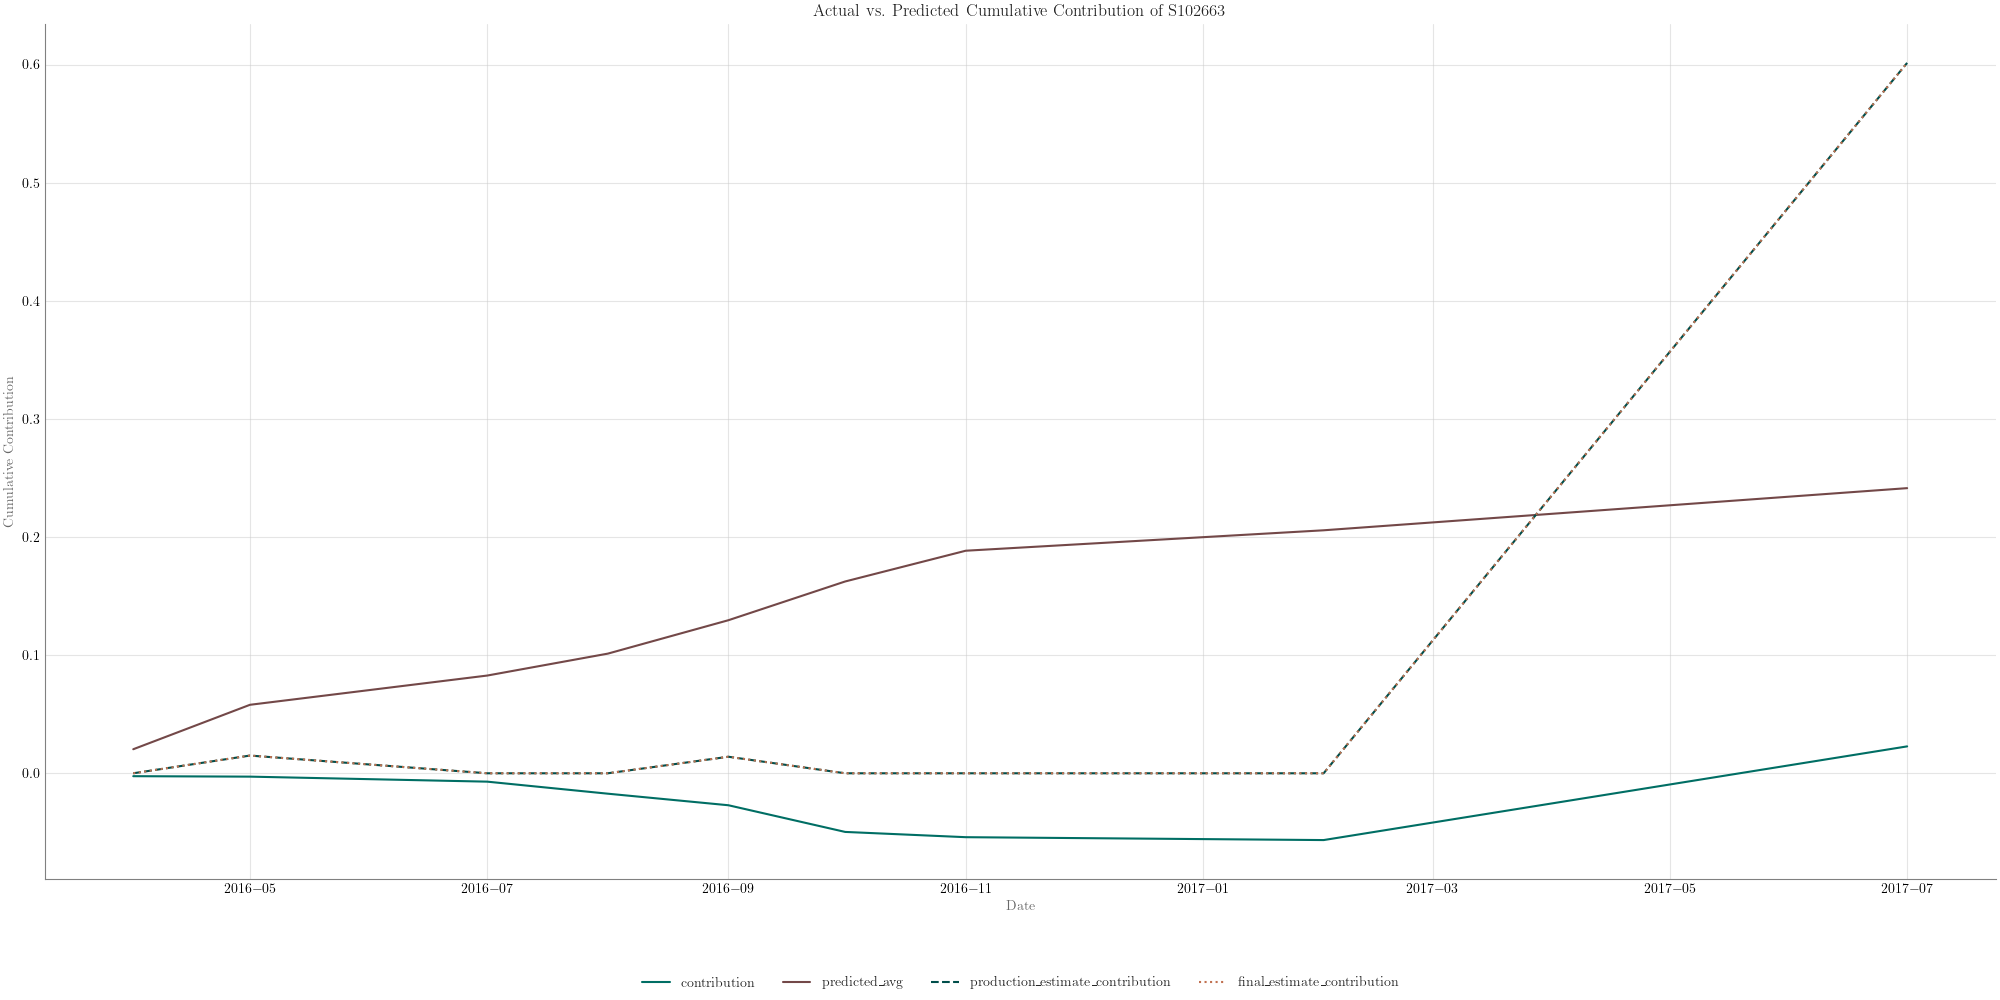 Actual vs. Predicted Cumulative Contribution of S102663
0.6
0.5
0.4
0.3
0.2
0.1
0.0
Cumulative Contribution
2016−05 2016−07 2016−09 2016−11 2017−01 2017−03 2017−05 2017−07
Date
contribution predicted_avg production_estimate_contribution final_estimate_contribution